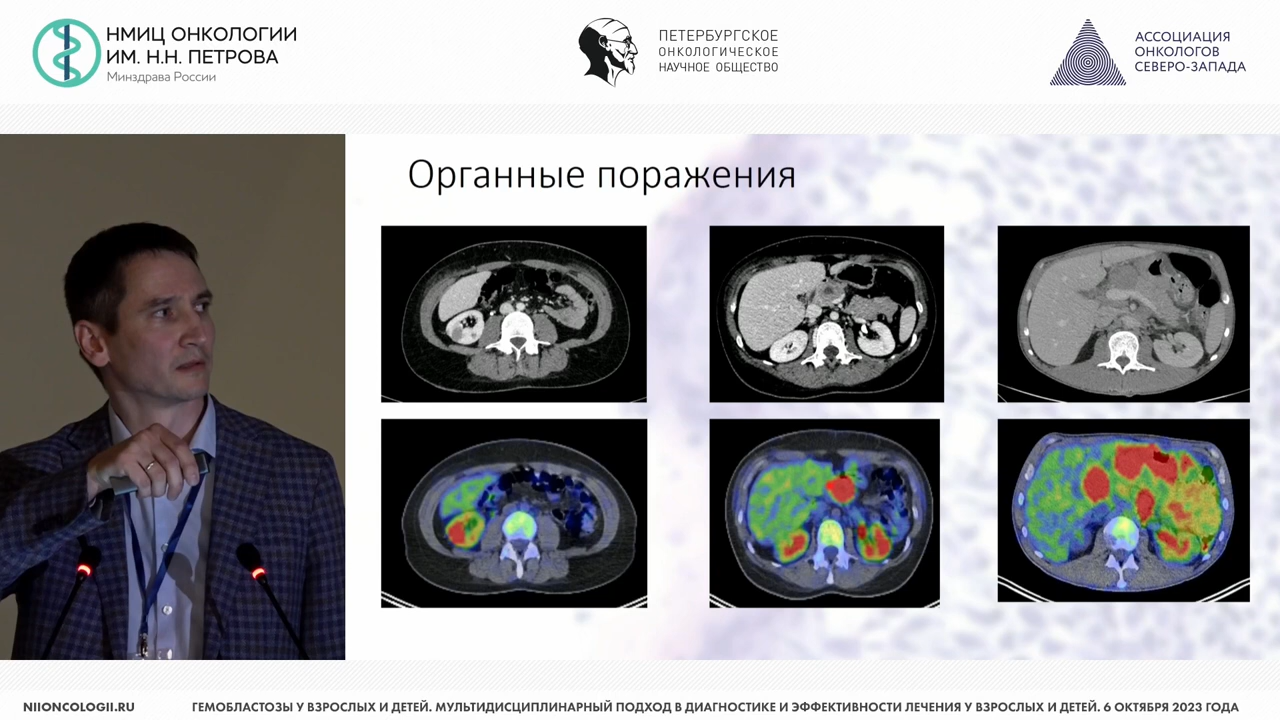 НМИЦ ОНКОЛОГИИ
ИМ. Н.Н. ПЕТРОВА
Минздрава России
ПЕТЕРБУРГСКОЕ
ОНКОЛОГИЧЕСКОЕ
НАУЧНОЕ ОБЩЕСТВО
АССОЦИАЦИЯ
ОНКОЛОГОВ
СЕВЕРО-ЗАПАДА
Органные поражения
NIIONCOLOGII.RU
ГЕМОБЛАСТОЗЫ У ВЗРОСЛЫХ И ДЕТЕЙ. МУЛЬТИДИСЦИПЛИНАРНЫЙ ПОДХОД В ДИАГНОСТИКЕ И ЭФФЕКТИВНОСТИ ЛЕЧЕНИЯ У ВЗРОСЛЫХ И ДЕТЕЙ. 6 ОКТЯБРЯ 2023 ГОДА